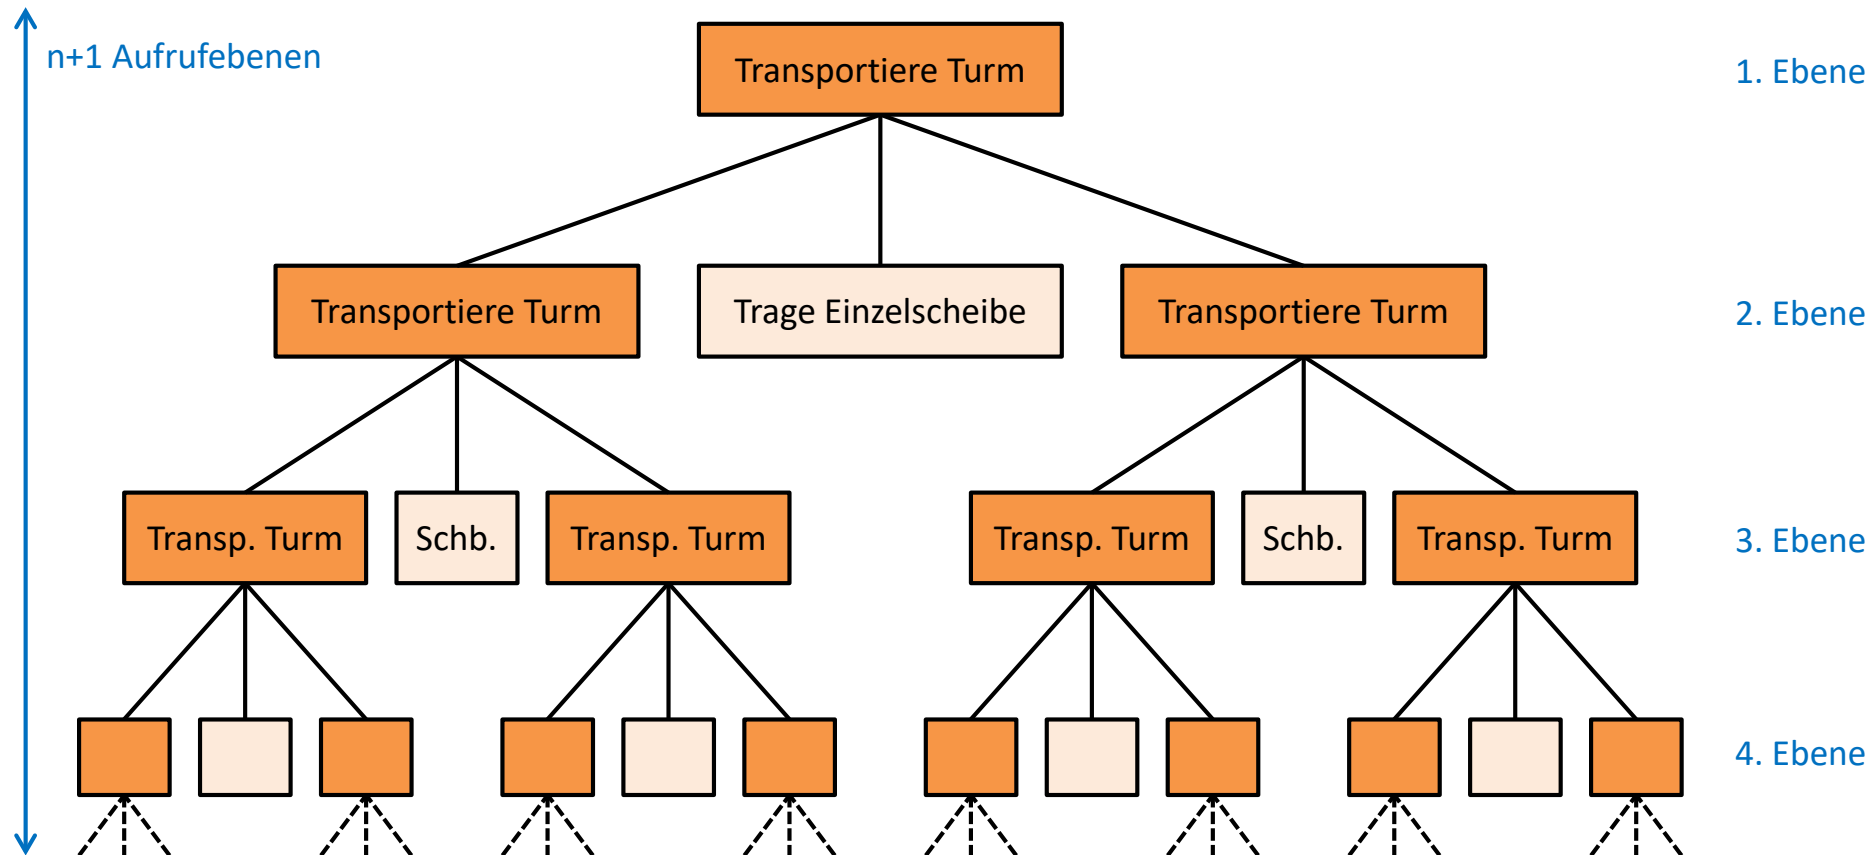 n+1 Aufrufebenen
Transportiere Turm
1. Ebene
Transportiere Turm
Trage Einzelscheibe
Transportiere Turm
2. Ebene
Transp. Turm
Schb.
Transp. Turm
Transp. Turm
Schb.
Transp. Turm
3. Ebene
4. Ebene